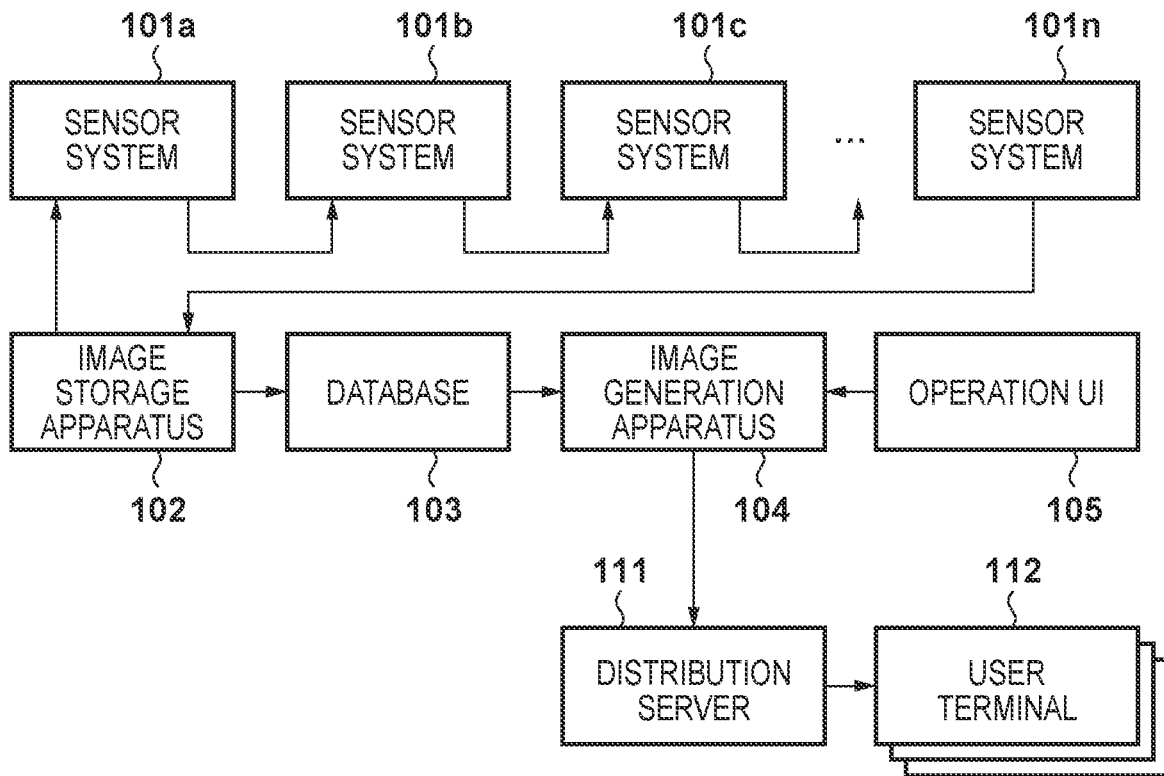 101a
101b
101c
101n
SENSOR
SYSTEM
SENSOR
SYSTEM
SENSOR
SYSTEM
...
SENSOR
SYSTEM
IMAGE
STORAGE
APPARATUS
DATABASE
IMAGE
GENERATION
APPARATUS
OPERATION UI
102
103
104
105
111
112
DISTRIBUTION
SERVER
USER
TERMINAL